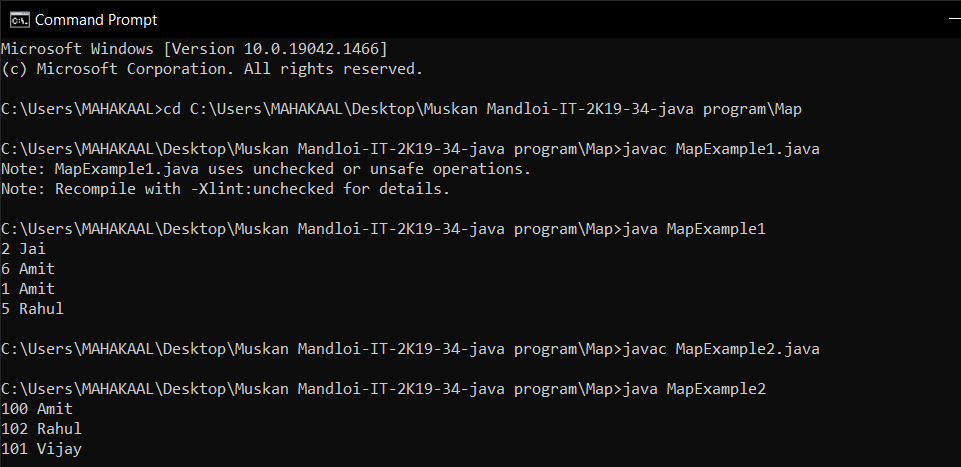 Command Prompt
Microsoft Windows [Version 10.0.19042.1466]
(c) Microsoft Corporation. All rights reserved.
C:\Users\MAHAKAAL>cd C:\Users\MAHAKAAL\Desktop\Muskan Mandloi-IT-2K19-34-java program\Map
C:\Users\MAHAKAAL\Desktop\Muskan Mandloi-IT-2K19-34-java program\Map>javac MapExample1.java
Note: MapExample1.java uses unchecked or unsafe operations.
Note: Recompile with -Xlint:unchecked for details.
C:\Users\MAHAKAAL\Desktop\Muskan Mandloi-IT-2K19-34-java program\Map>java MapExample1
2 Jai
6 Amit
1 Amit
5 Rahul
C:\Users\MAHAKAAL\Desktop\Muskan Mandloi-IT-2K19-34-java program\Map>javac MapExample2.java
C:\Users\MAHAKAAL\Desktop\Muskan Mandloi-IT-2K19-34-java program\Map>java MapExample2
100 Amit
102 Rahul
101 Vijay